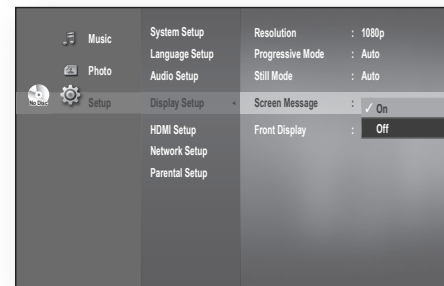 Music
Photo
No Disc
Setup
System Setup
Language Setup
Audio Setup
Display Setup
HDMI Setup
Network Setup
Parental Setup
Resolution : 1080p
Progressive Mode : Auto
Still Mode : Auto
Screen Message : ✓ On
Front Display : Off